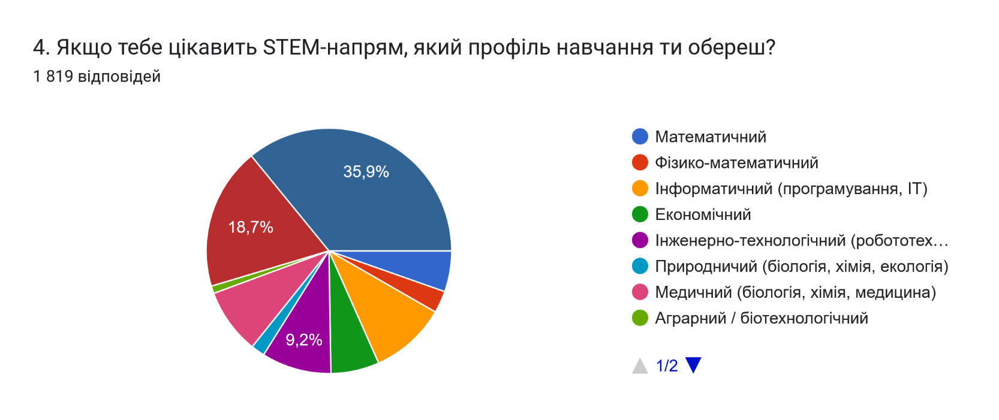 4. Якщо тебе цікавить STEM-напрям, який профіль навчання ти обереш?
1 819 відповідей
35,9%
18,7%
9,2%
Математичний
Фізико-математичний
Інформатичний (програмування, ІТ)
Економічний
Інженерно-технологічний (робототех…
Природничий (біологія, хімія, екологія)
Медичний (біологія, хімія, медицина)
Аграрний / біотехнологічний
1/2